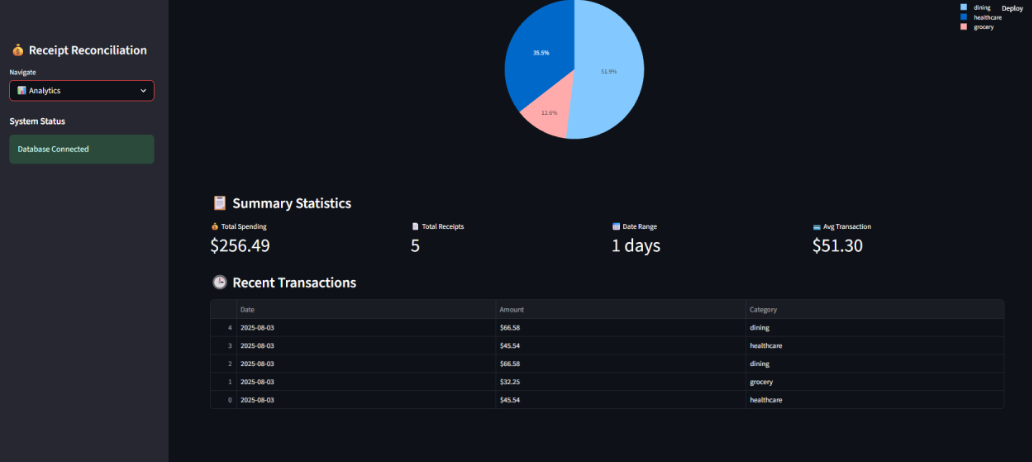 dining
Deploy
healthcare
grocery
35.5%
51.9%
12.6%
Receipt Reconciliation
Navigate
Analytics
System Status
Database Connected
Summary Statistics
Total Spending Total Receipts Date Range Avg Transaction
$256.49 5 1 days $51.30
Recent Transactions
Date Amount Category
4 2025-08-03 $66.58 dining
3 2025-08-03 $45.54 healthcare
2 2025-08-03 $66.58 dining
1 2025-08-03 $32.25 grocery
0 2025-08-03 $45.54 healthcare